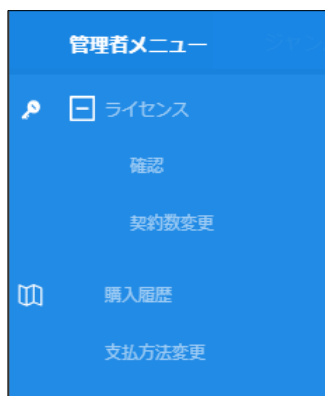 管理者メニュー
ライセンス
確認
契約数変更
購入履歴
支払方法変更